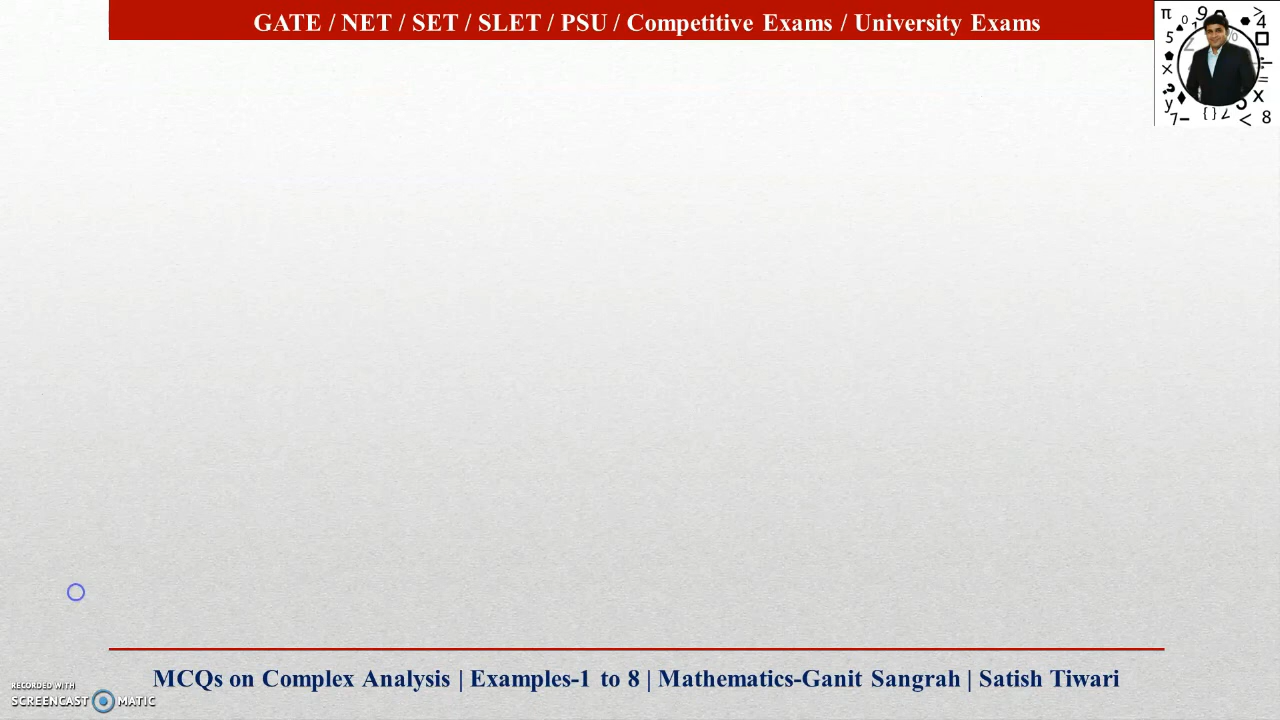 GATE / NET / SET / SLET / PSU / Competitive Exams / University Exams
MCQs on Complex Analysis | Examples-1 to 8 | Mathematics-Ganit Sangrah | Satish Tiwari
RECORDED WITH
SCREENCAST MATIC